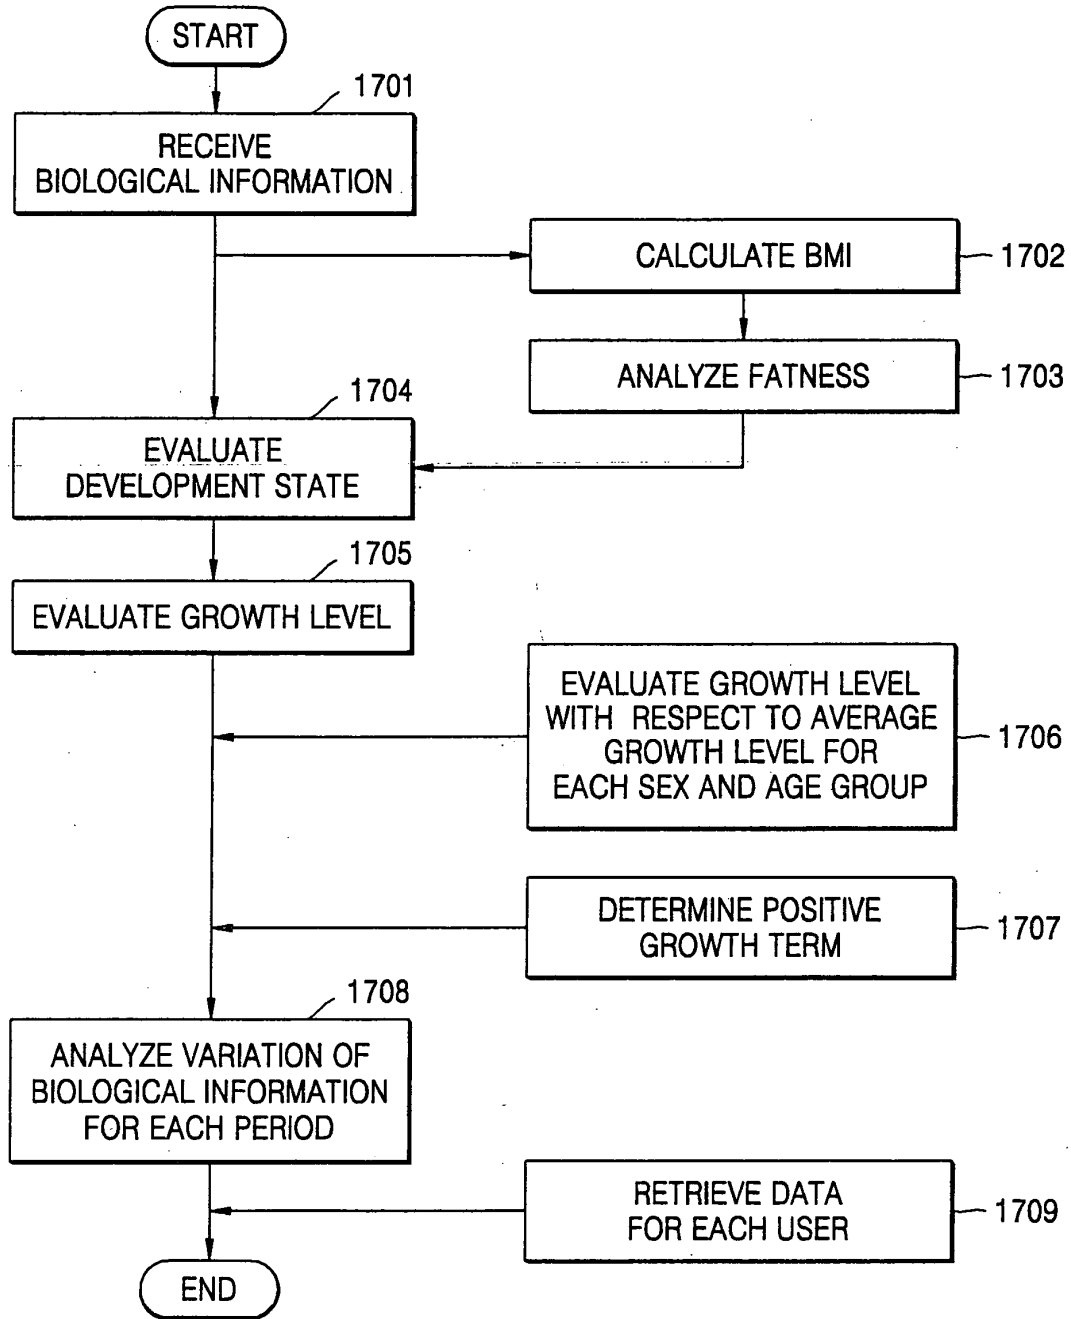 START
1701
RECEIVE
BIOLOGICAL INFORMATION
CALCULATE BMI
1702
ANALYZE FATNESS
1703
1704
EVALUATE
DEVELOPMENT STATE
1705
EVALUATE GROWTH LEVEL
EVALUATE GROWTH LEVEL
WITH RESPECT TO AVERAGE
GROWTH LEVEL FOR
EACH SEX AND AGE GROUP
1706
DETERMINE POSITIVE
GROWTH TERM
1707
1708
ANALYZE VARIATION OF
BIOLOGICAL INFORMATION
FOR EACH PERIOD
RETRIEVE DATA
FOR EACH USER
1709
END